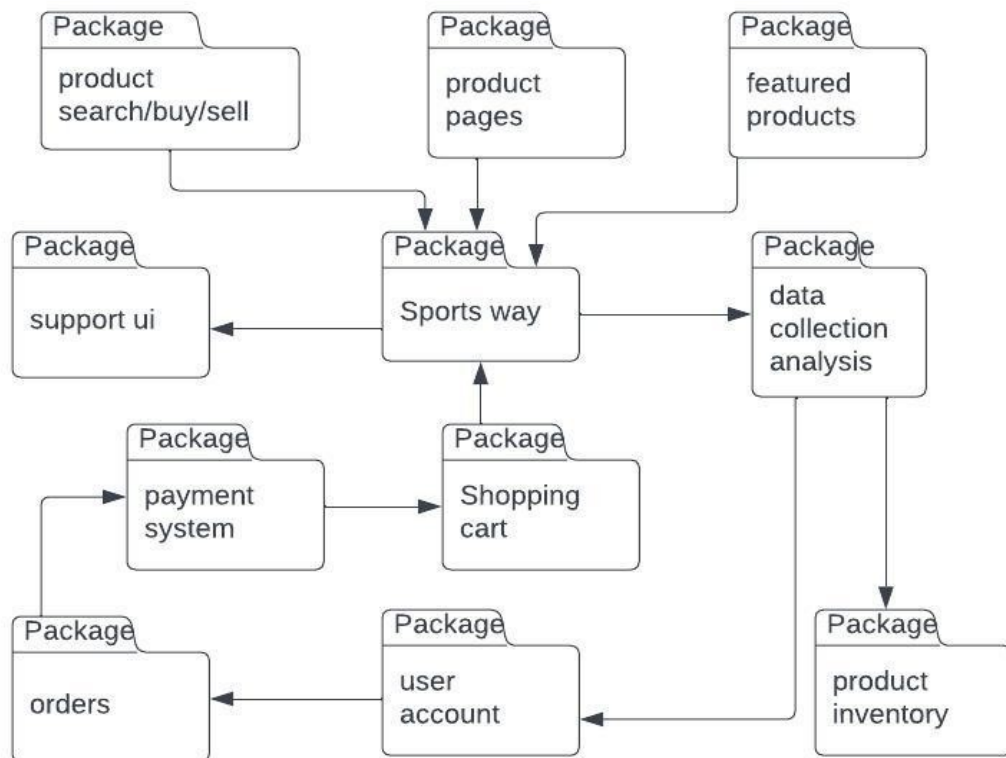 Package
product
search/buy/sell
Package
product
pages
Package
featured
products
Package
support ui
Package
Sports way
Package
data
collection
analysis
Package
payment
system
Package
Shopping
cart
Package
orders
Package
user
account
Package
product
inventory